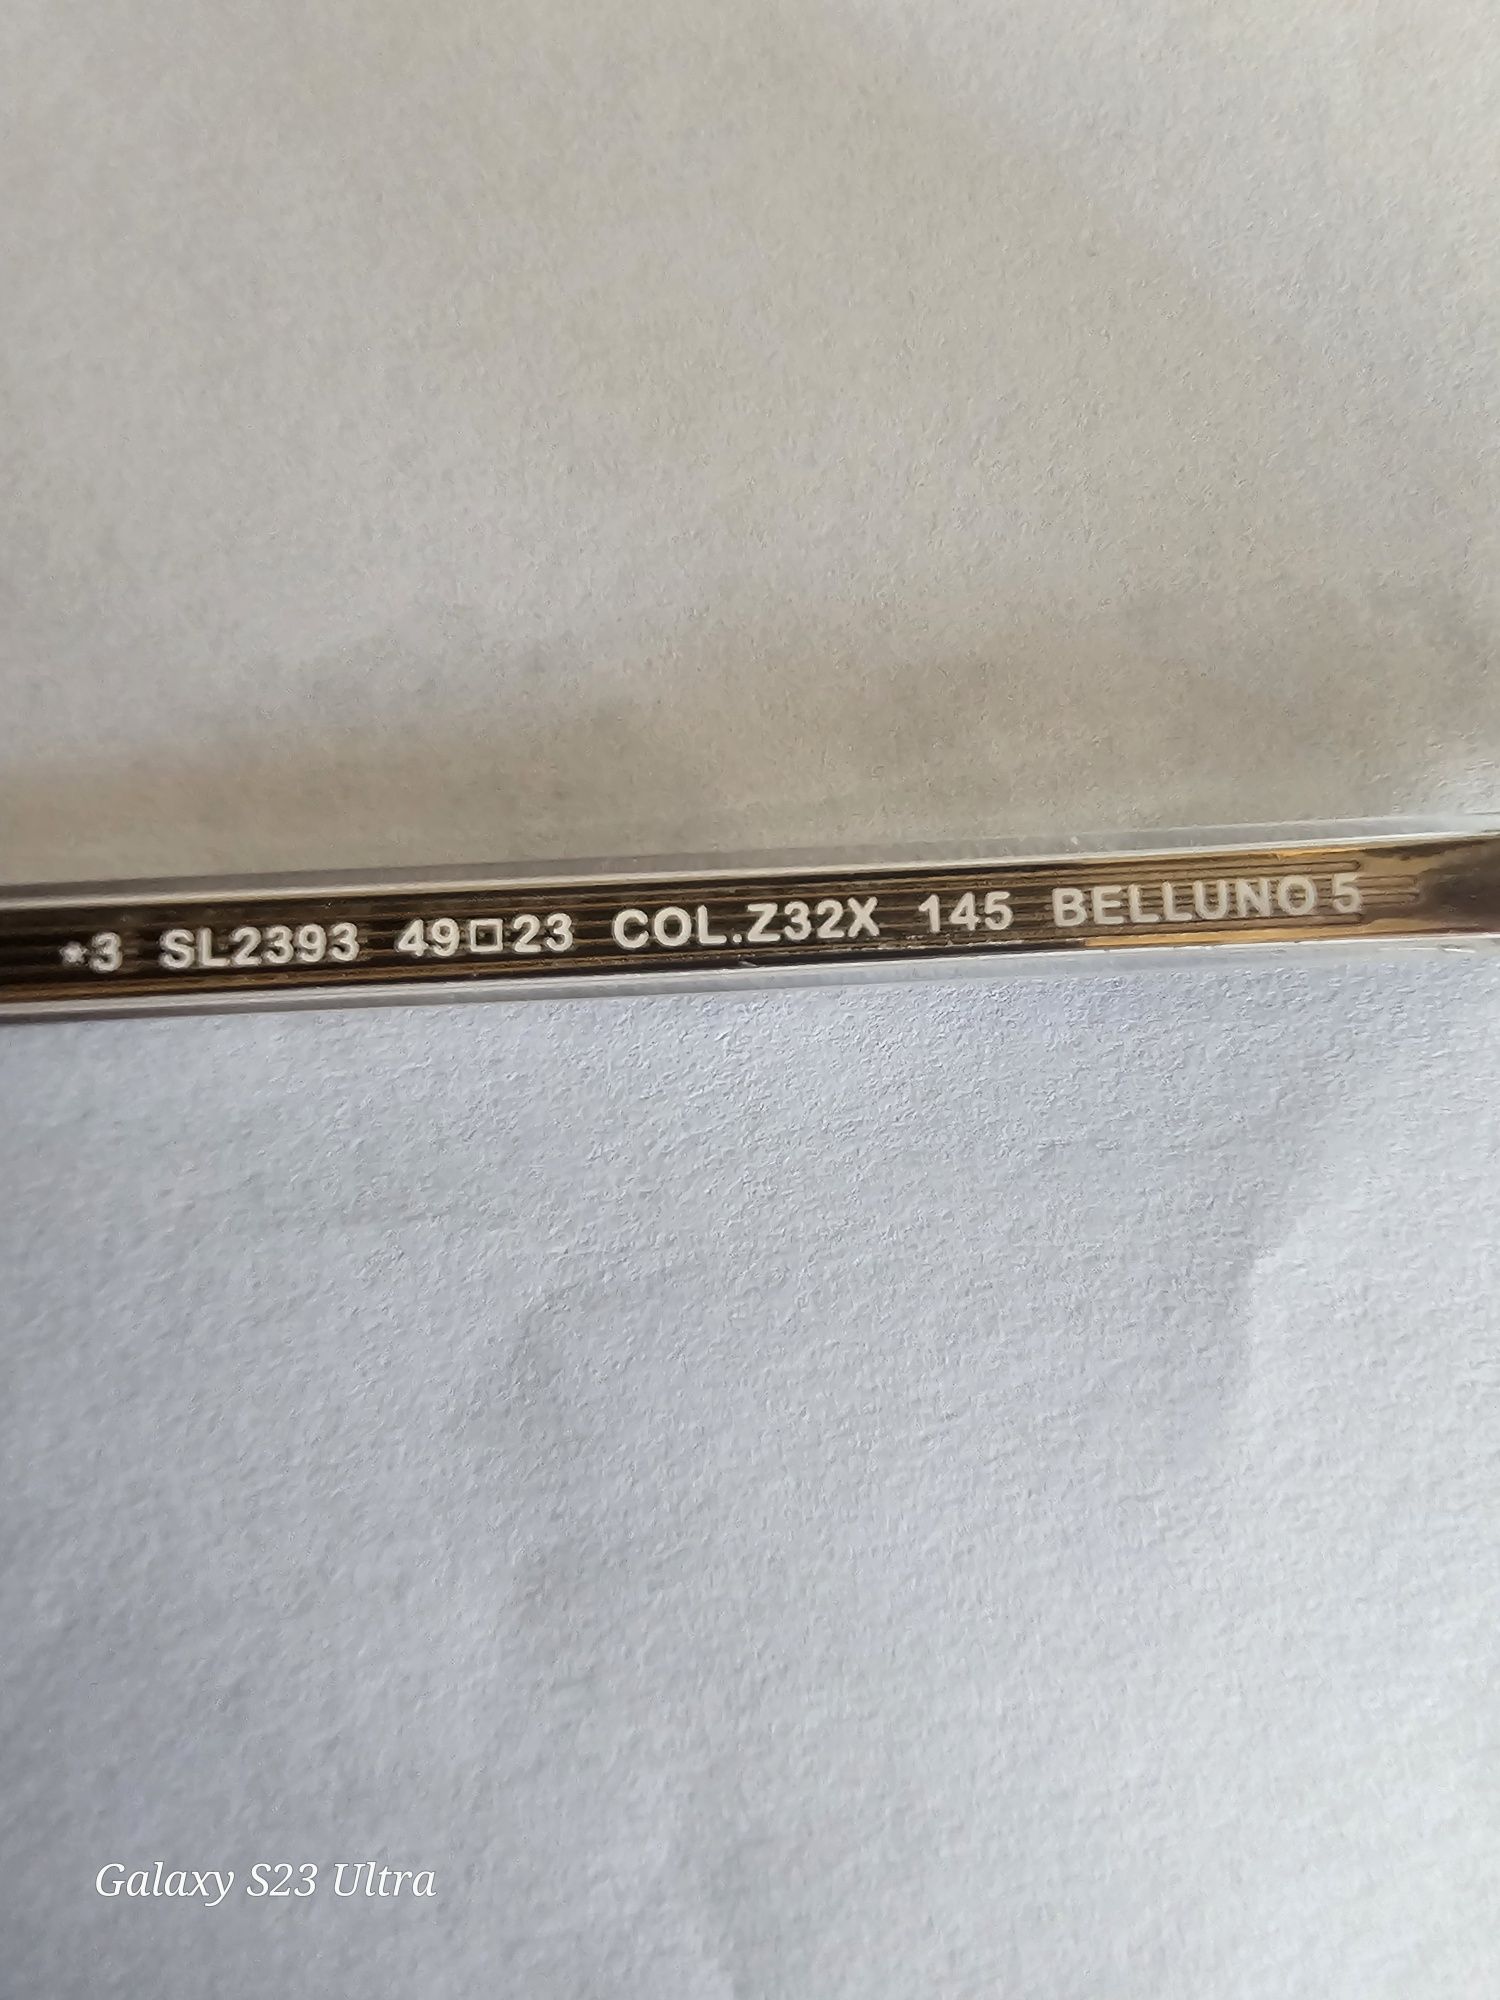 *3 SL2393 49□23 COL.Z32X 145 BELLUNO 5
Galaxy S23 Ultra